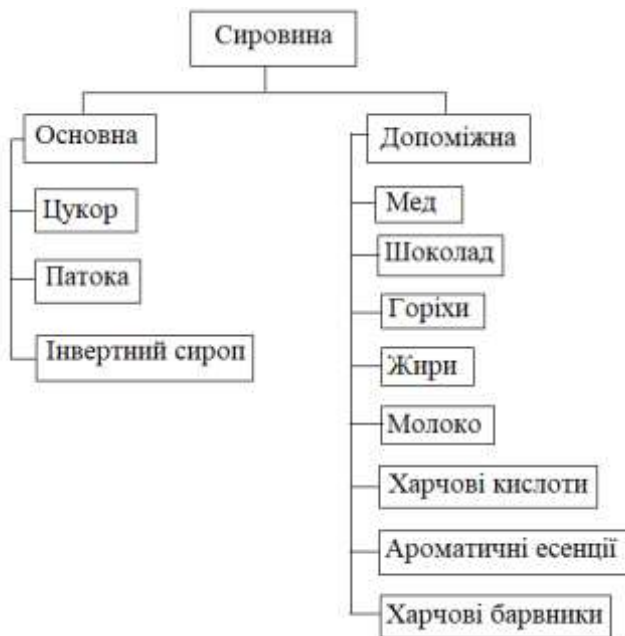 Сировина
Основна
Цукор
Патока
Інвертний сироп
Допоміжна
Мед
Шоколад
Горіхи
Жири
Молоко
Харчові кислоти
Ароматичні есенції
Харчові барвники